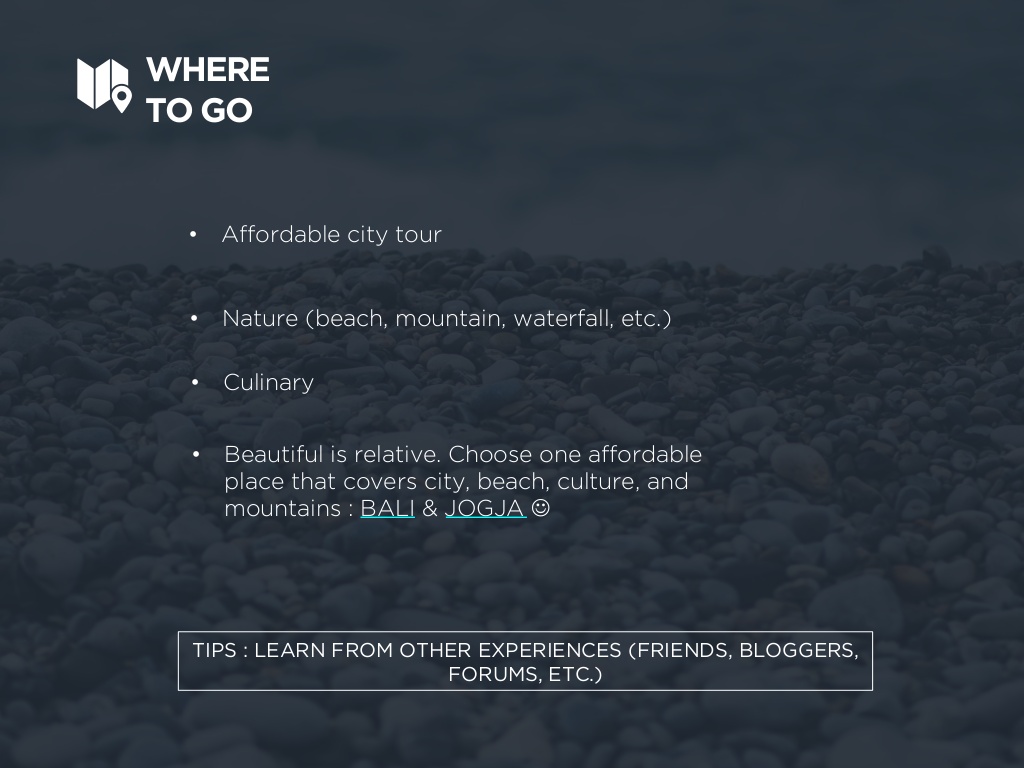 WHERE
TO GO
• Affordable city tour
• Nature (beach, mountain, waterfall, etc.)
• Culinary
• Beautiful is relative. Choose one affordable
place that covers city, beach, culture, and
mountains : BALI & JOGJA ☺
TIPS : LEARN FROM OTHER EXPERIENCES (FRIENDS, BLOGGERS,
FORUMS, ETC.)